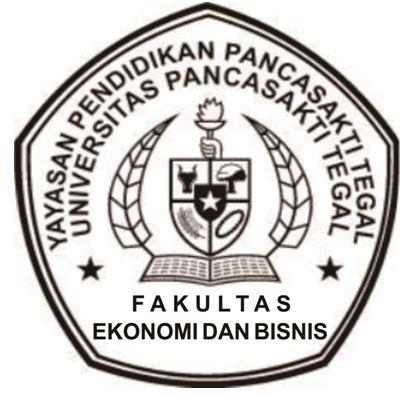 YAYASAN PENDIDIKAN PANCASAKTI TEGAL
UNIVERSITAS PANCASAKTI TEGAL
FAKULTAS
EKONOMI DAN BISNIS